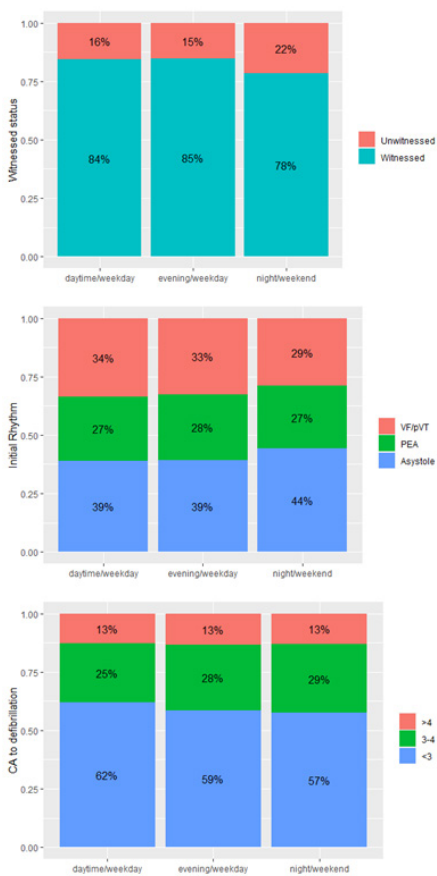 Witnessed status
1.00
0.75
0.50
0.25
0.00
16%
15%
22%
84%
85%
78%
daytime/weekday
evening/weekday
night/weekend
Unwitnessed
Witnessed
Initial Rhythm
1.00
0.75
0.50
0.25
0.00
34%
33%
29%
27%
28%
27%
39%
39%
44%
daytime/weekday
evening/weekday
night/weekend
VF/pVT
PEA
Asystole
CA to defibrillation
1.00
0.75
0.50
0.25
0.00
13%
13%
13%
25%
28%
29%
62%
59%
57%
daytime/weekday
evening/weekday
night/weekend
>4
3-4
<3